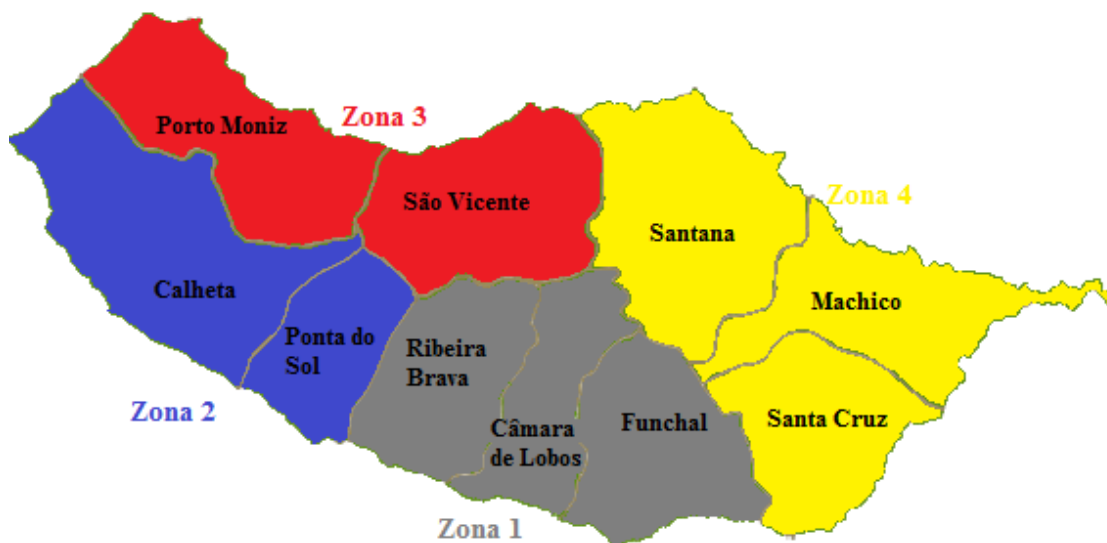 Zona 3
Porto Moniz
São Vicente
Zona 4
Santana
Calheta
Machico
Ponta do
Sol
Ribeira
Brava
Zona 2
Câmara
de Lobos
Funchal
Santa Cruz
Zona 1